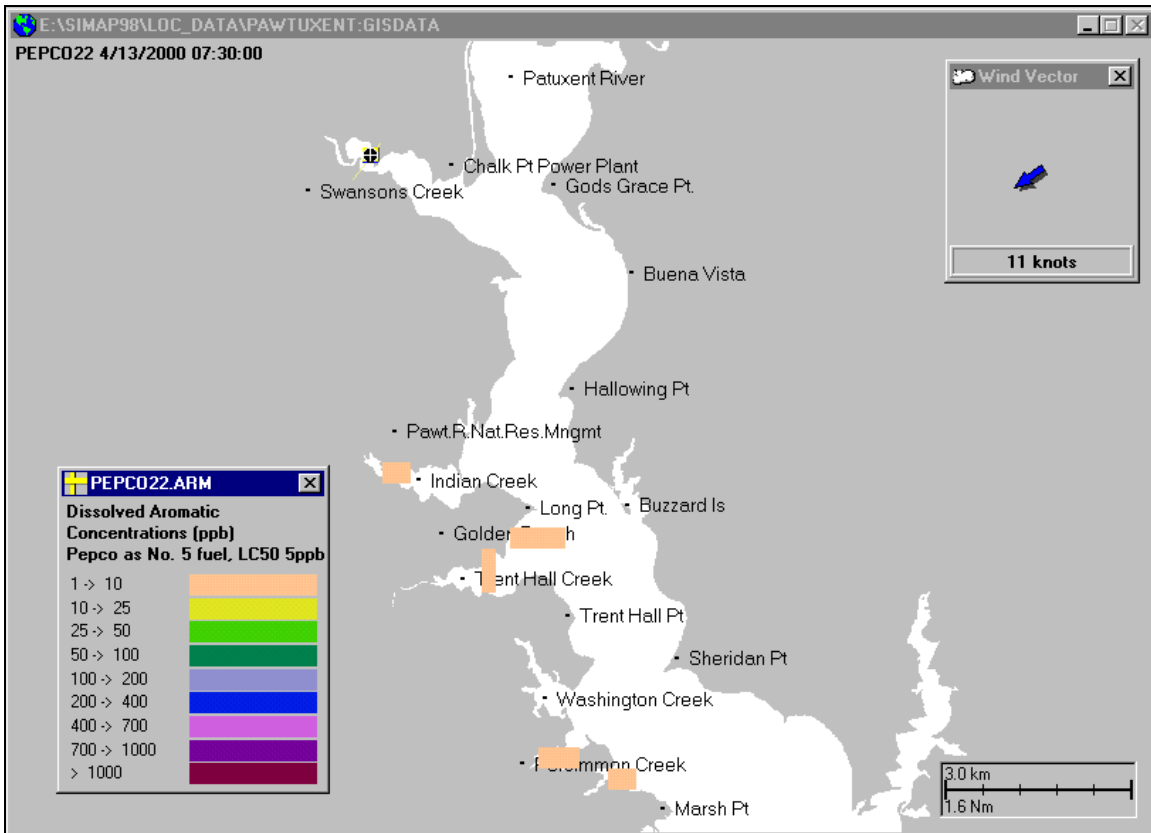 E:\SIMAP98\LOC_DATA\PAWTUXENT:GISDATA
PEPCO22 4/13/2000 07:30:00
Wind Vector
11 knots
Patuxent River
Chalk Pt Power Plant
Gods Grace Pt.
Swansons Creek
Buena Vista
Hallowing Pt
Pawt.R.Nat.Res.Mngmt
Indian Creek
Long Pt.
Buzzard Is
Golden
Trent Hall Creek
Trent Hall Pt
Sheridan Pt
Washington Creek
Creek
Marsh Pt
PEPCO22.ARM
Dissolved Aromatic
Concentrations (ppb)
Pepco as No. 5 fuel, LC50 5ppb
1 -> 10
10 -> 25
25 -> 50
50 -> 100
100 -> 200
200 -> 400
400 -> 700
700 -> 1000
> 1000
3.0 km
1.6 Nm